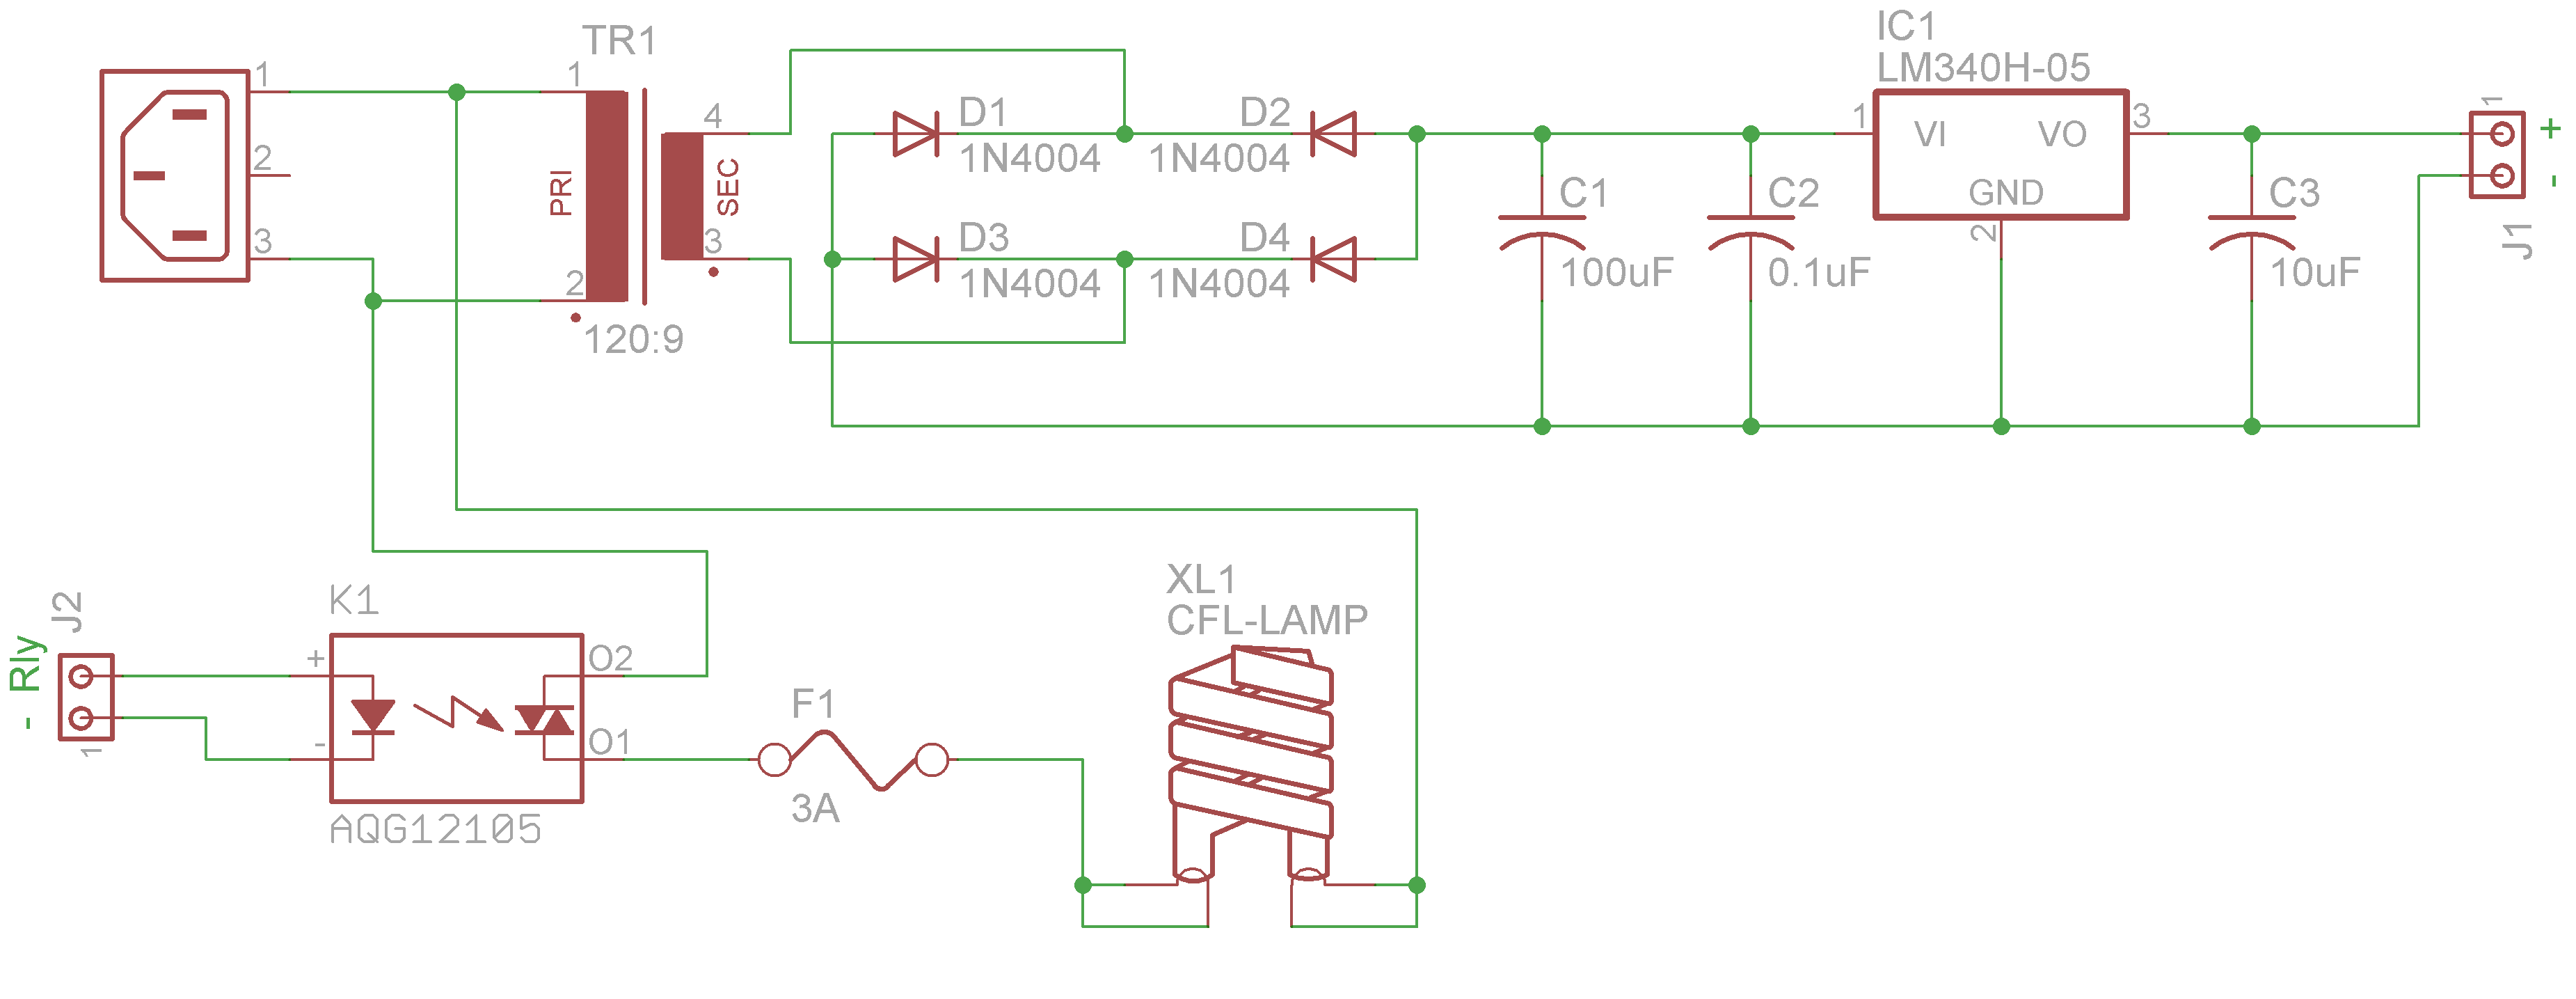 TR1
1
2
3
1
2
PRI
SEC
4
3
120:9
D1
1N4004
D2
1N4004
D3
1N4004
D4
1N4004
C1
100uF
C2
0.1uF
IC1
LM340H-05
1
VI
VO
3
GND
2
C3
10uF
1
J1
+
-
J2
- Rly
1
K1
+
-
O2
O1
AQG12105
F1
3A
XL1
CFL-LAMP